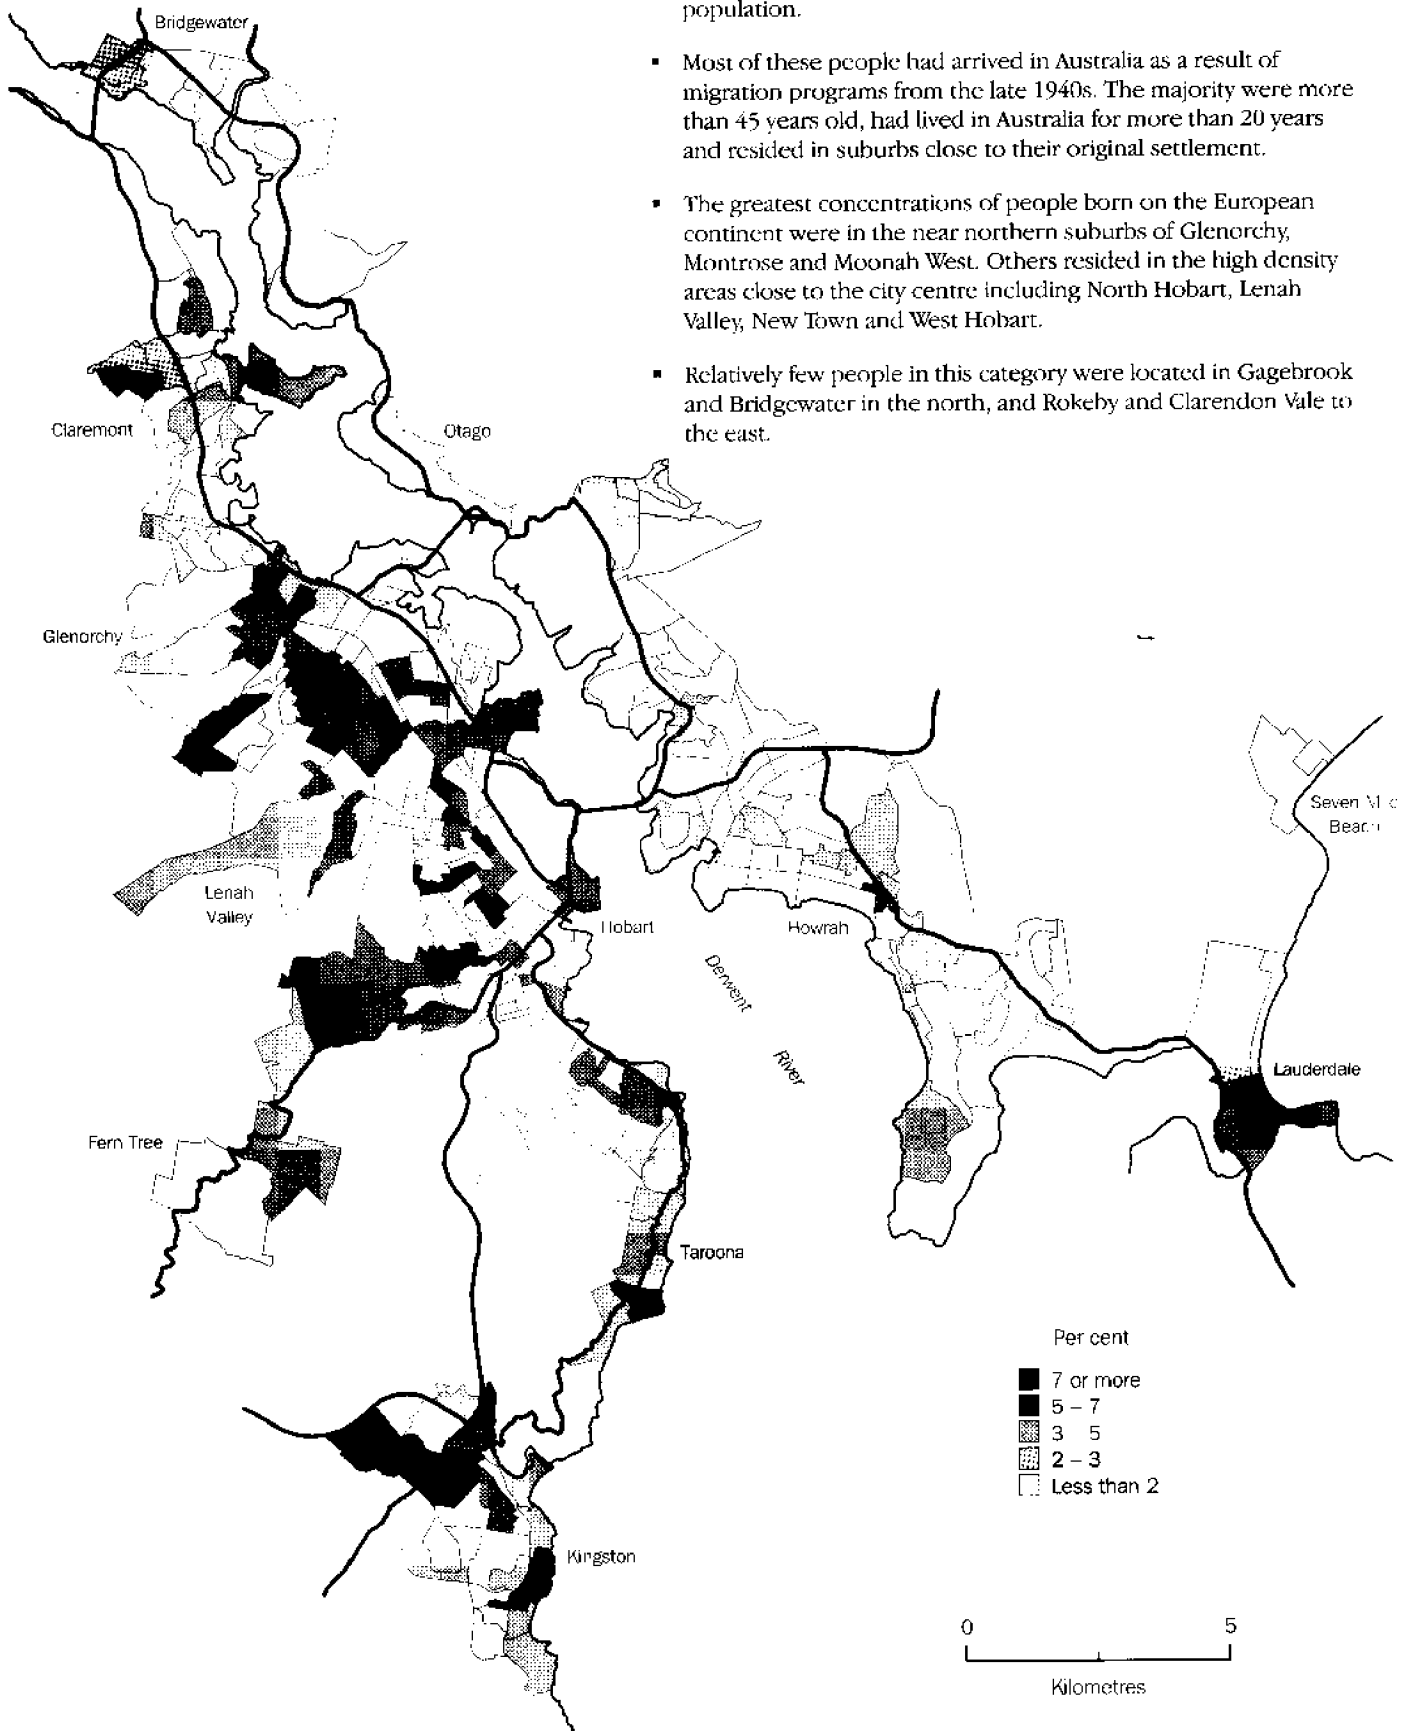 population.
▪ Most of these people had arrived in Australia as a result of
migration programs from the late 1940s. The majority were more
than 45 years old, had lived in Australia for more than 20 years
and resided in suburbs close to their original settlement.
▪ The greatest concentrations of people born on the European
continent were in the near northern suburbs of Glenorchy,
Montrose and Moonah West. Others resided in the high density
areas close to the city centre including North Hobart, Lenah
Valley, New Town and West Hobart.
▪ Relatively few people in this category were located in Gagebrook
and Bridgewater in the north, and Rokeby and Clarendon Vale to
the east.
Bridgewater
Claremont
Otago
Glenorchy
Seven
Lenah
Valley
Hobart
Howrah
Derwent
River
Lauderdale
Fern Tree
Taroona
Per cent
7 or more
5 – 7
3 5
2 – 3
Less than 2
Kingston
0 5
Kilometres